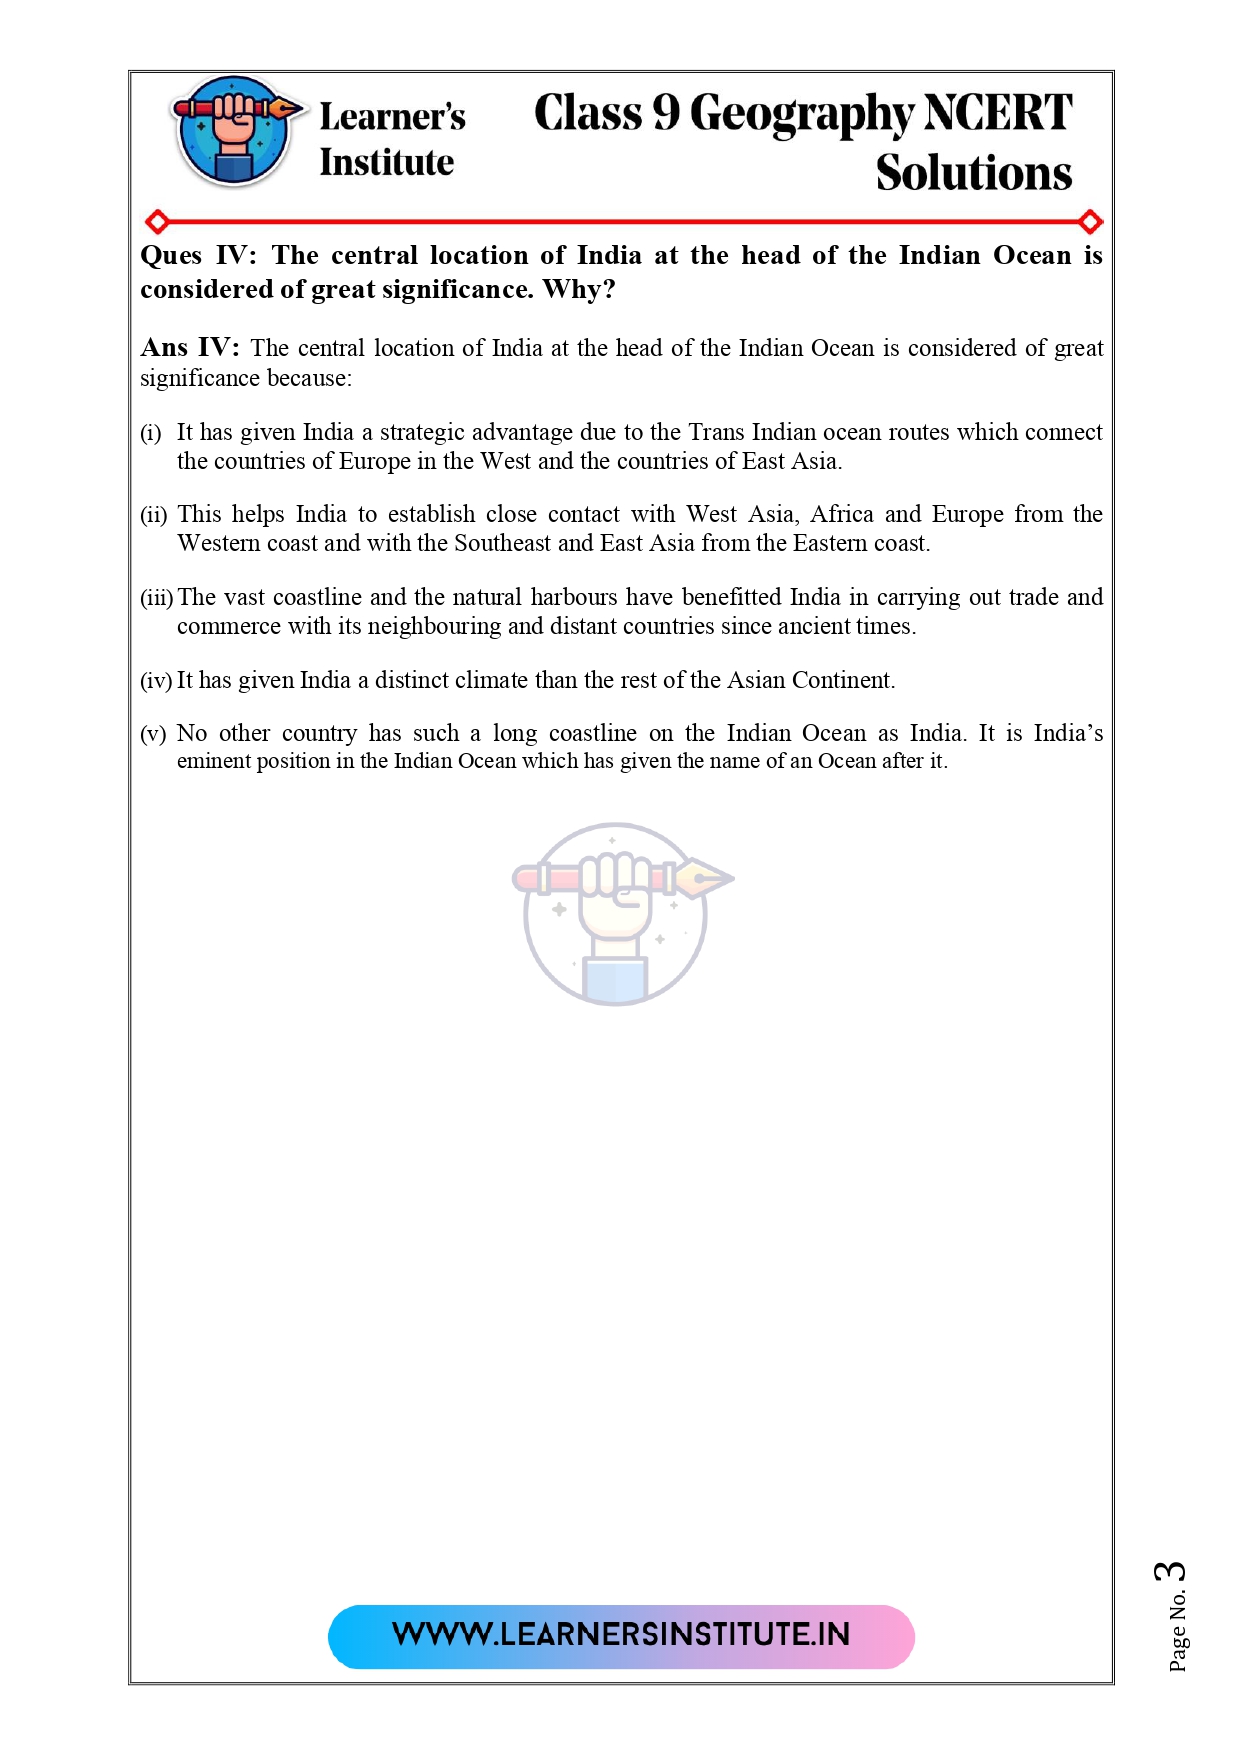 Learner's
Institute
Class 9 Geography NCERT
Solutions
Ques IV: The central location of India at the head of the Indian Ocean is
considered of great significance. Why?
Ans IV: The central location of India at the head of the Indian Ocean is considered of great
significance because:
(i) It has given India a strategic advantage due to the Trans Indian ocean routes which connect
the countries of Europe in the West and the countries of East Asia.
(ii) This helps India to establish close contact with West Asia, Africa and Europe from the
Western coast and with the Southeast and East Asia from the Eastern coast.
(iii) The vast coastline and the natural harbours have benefitted India in carrying out trade and
commerce with its neighbouring and distant countries since ancient times.
(iv) It has given India a distinct climate than the rest of the Asian Continent.
(v) No other country has such a long coastline on the Indian Ocean as India. It is India’s
eminent position in the Indian Ocean which has given the name of an Ocean after it.
WWW.LEARNERSINSTITUTE.IN
Page No. 3